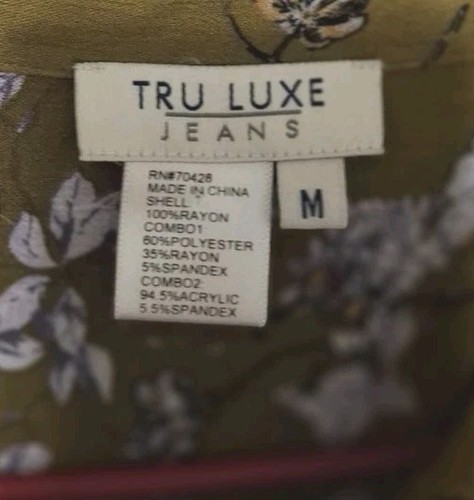 TRU LUXE
JEANS
RN#70428
MADE IN CHINA
SHELL:
100%RAYON
COMBO1
60%POLYESTER
35%RAYON
5%SPANDEX
COMBO2:
94.5%ACRYLIC
5.5%SPANDEX
M